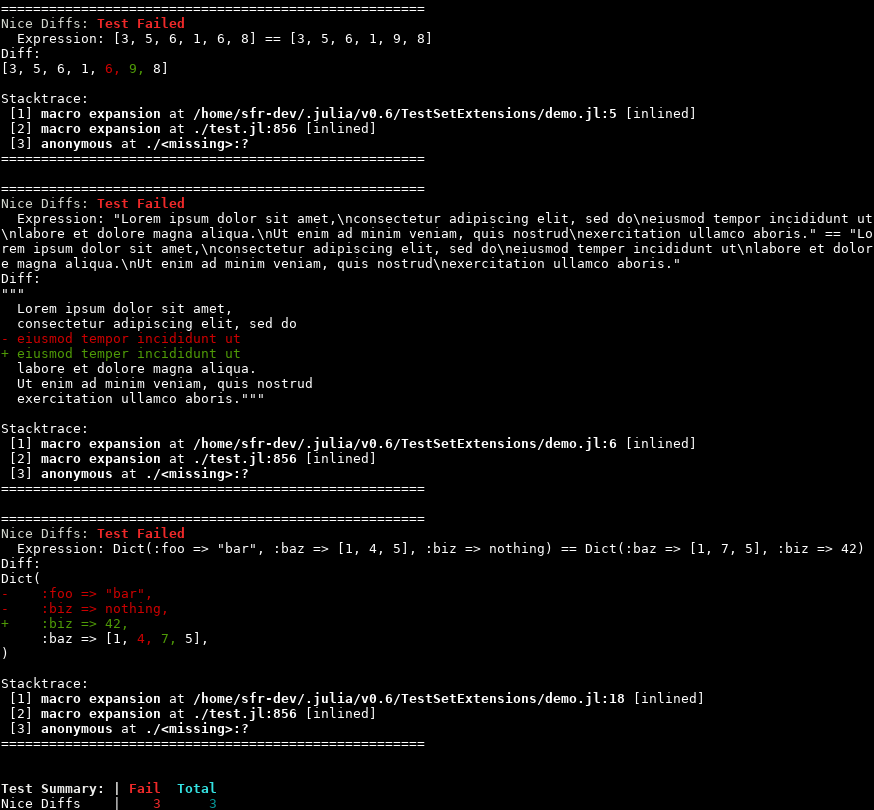 =====================================================
Nice Diffs: Test Failed
  Expression: [3, 5, 6, 1, 6, 8] == [3, 5, 6, 1, 9, 8]
Diff:
[3, 5, 6, 1, 6, 9, 8]

Stacktrace:
 [1] macro expansion at /home/sfr-dev/.julia/v0.6/TestSetExtensions/demo.jl:5 [inlined]
 [2] macro expansion at ./test.jl:856 [inlined]
 [3] anonymous at ./<missing>:?
=====================================================

=====================================================
Nice Diffs: Test Failed
  Expression: "Lorem ipsum dolor sit amet,\nconsectetur adipiscing elit, sed do\neiusmod tempor incididunt ut
\nlabore et dolore magna aliqua.\nUt enim ad minim veniam, quis nostrud\nexercitation ullamco aboris." == "Lo
rem ipsum dolor sit amet,\nconsectetur adipiscing elit, sed do\neiusmod temper incididunt ut\nlabore et dolor
e magna aliqua.\nUt enim ad minim veniam, quis nostrud\nexercitation ullamco aboris."
Diff:
"""
  Lorem ipsum dolor sit amet,
  consectetur adipiscing elit, sed do
- eiusmod tempor incididunt ut
+ eiusmod temper incididunt ut
  labore et dolore magna aliqua.
  Ut enim ad minim veniam, quis nostrud
  exercitation ullamco aboris."""

Stacktrace:
 [1] macro expansion at /home/sfr-dev/.julia/v0.6/TestSetExtensions/demo.jl:6 [inlined]
 [2] macro expansion at ./test.jl:856 [inlined]
 [3] anonymous at ./<missing>:?
=====================================================

=====================================================
Nice Diffs: Test Failed
  Expression: Dict(:foo => "bar", :baz => [1, 4, 5], :biz => nothing) == Dict(:baz => [1, 7, 5], :biz => 42)
Diff:
Dict(
-    :foo => "bar",
-    :biz => nothing,
+    :biz => 42,
     :baz => [1, 4, 7, 5],
)

Stacktrace:
 [1] macro expansion at /home/sfr-dev/.julia/v0.6/TestSetExtensions/demo.jl:18 [inlined]
 [2] macro expansion at ./test.jl:856 [inlined]
 [3] anonymous at ./<missing>:?
=====================================================


Test Summary: | Fail  Total
Nice Diffs    |    3      3